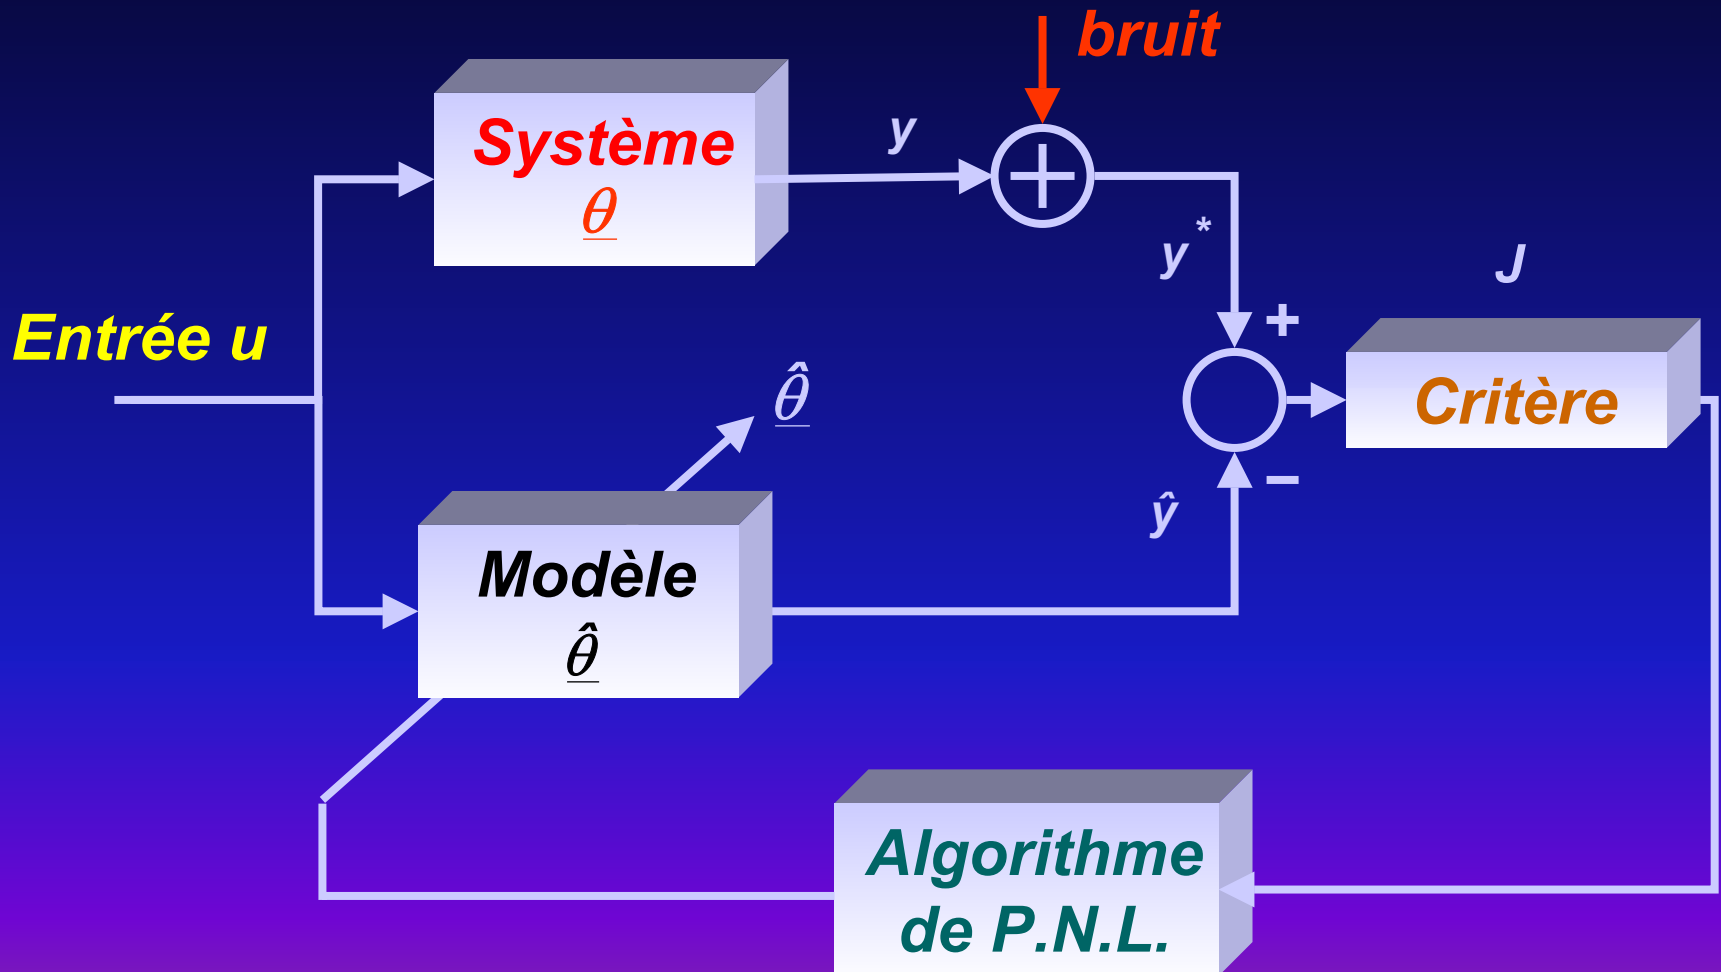 bruit
Système
θ
y
y*
J
Entrée u
+
θ̂
Critère
−
ŷ
Modèle
θ̂
Algorithme
de P.N.L.